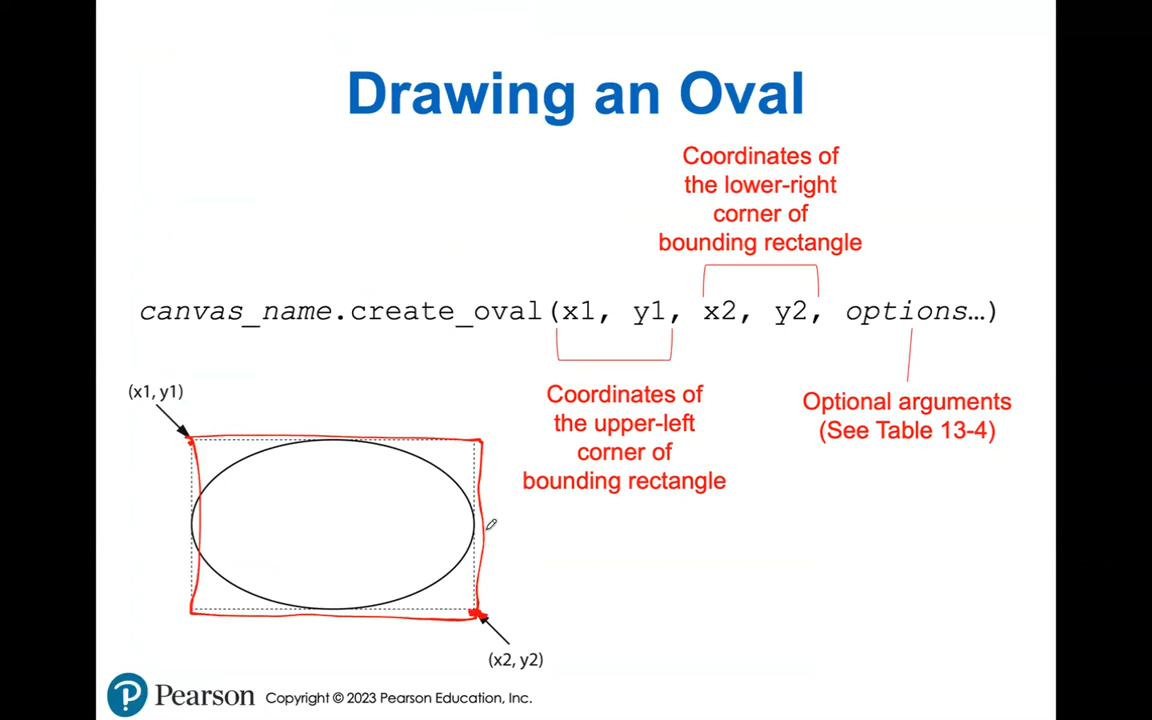 Drawing an Oval
Coordinates of
the lower-right
corner of
bounding rectangle
canvas_name.create_oval(x1, y1, x2, y2, options…)
Coordinates of
the upper-left
corner of
bounding rectangle
Optional arguments
(See Table 13-4)
(x1, y1)
(x2, y2)
Pearson
Copyright © 2023 Pearson Education, Inc.